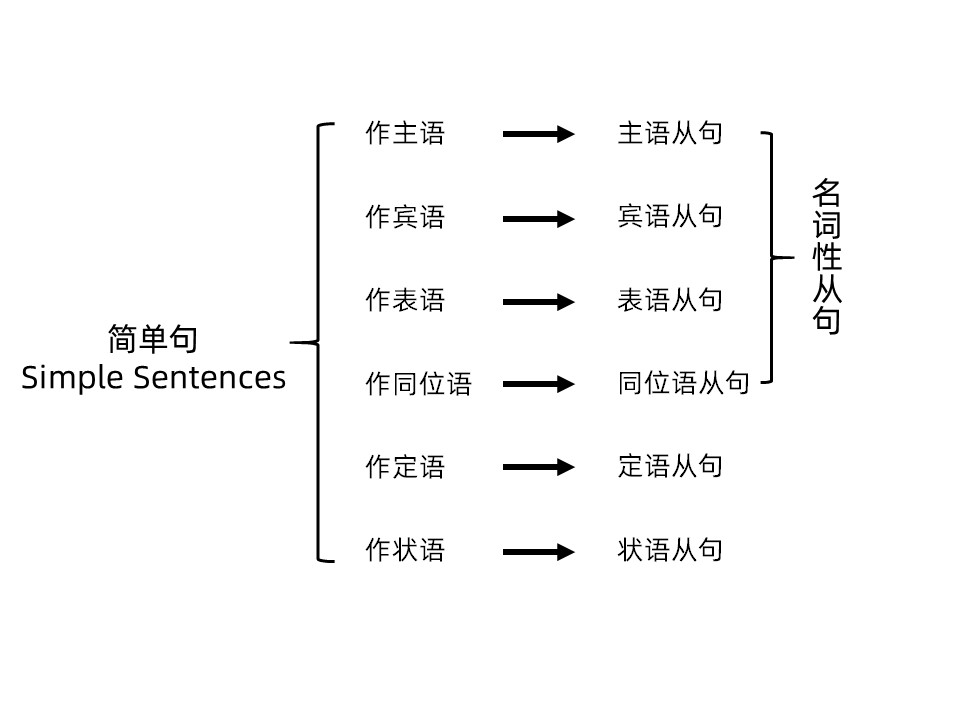 简单句
Simple Sentences
作主语
主语从句
作宾语
宾语从句
作表语
表语从句
作同位语
同位语从句
作定语
定语从句
作状语
状语从句
名词性从句